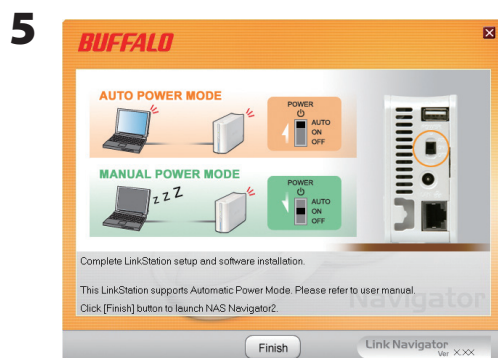 5
BUFFALO
AUTO POWER MODE
POWER
AUTO
ON
OFF
MANUAL POWER MODE
zzZ
POWER
AUTO
ON
OFF
Complete LinkStation setup and software installation.
This LinkStation supports Automatic Power Mode. Please refer to user manual.
Click [Finish] button to launch NAS Navigator2.
Navigator
Finish
Link Navigator
Ver X.XX